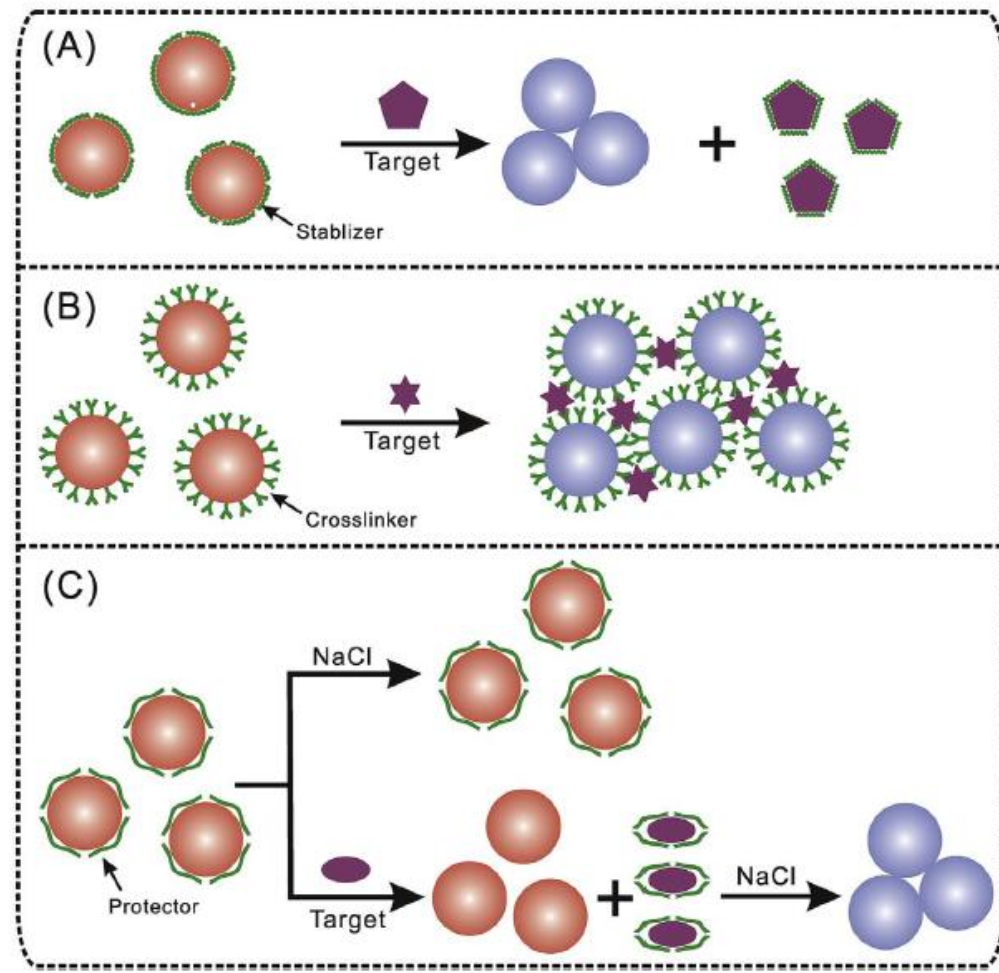 (A)
Target
+
Stablizer
(B)
Target
Crosslinker
(C)
NaCl
Protector
Target
+
NaCl